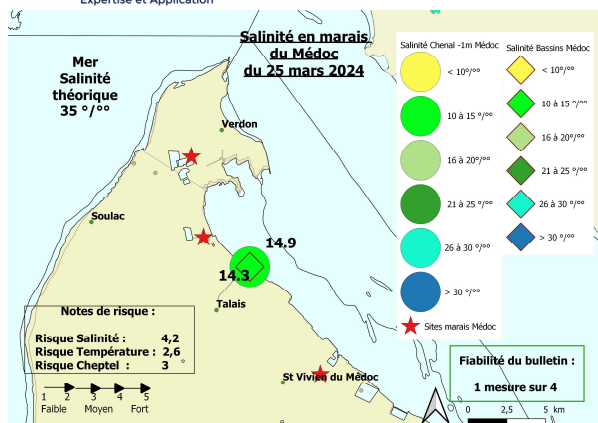 Expertise et Application
Salinité en marais
du Médoc
du 25 mars 2024
Mer
Salinité
théorique
35 °/°°
Verdon
Soulac
14.9
14.3
Talais
St Vivien du Médoc
Notes de risque :
Risque Salinité : 4,2
Risque Température : 2,6
Risque Cheptel : 3
1 2 3 4 5
Faible Moyen Fort
Salinité Chenal -1m Médoc
< 10°/°°
10 à 15 °/°°
16 à 20°/°°
21 à 25 °/°°
26 à 30 °/°°
> 30 °/°°
Sites marais Médoc
Salinité Bassins Médoc
< 10°/°°
10 à 15 °/°°
16 à 20°/°°
21 à 25 °/°°
26 à 30 °/°°
> 30 °/°°
Fiabilité du bulletin :
1 mesure sur 4
0 2,5 5 km